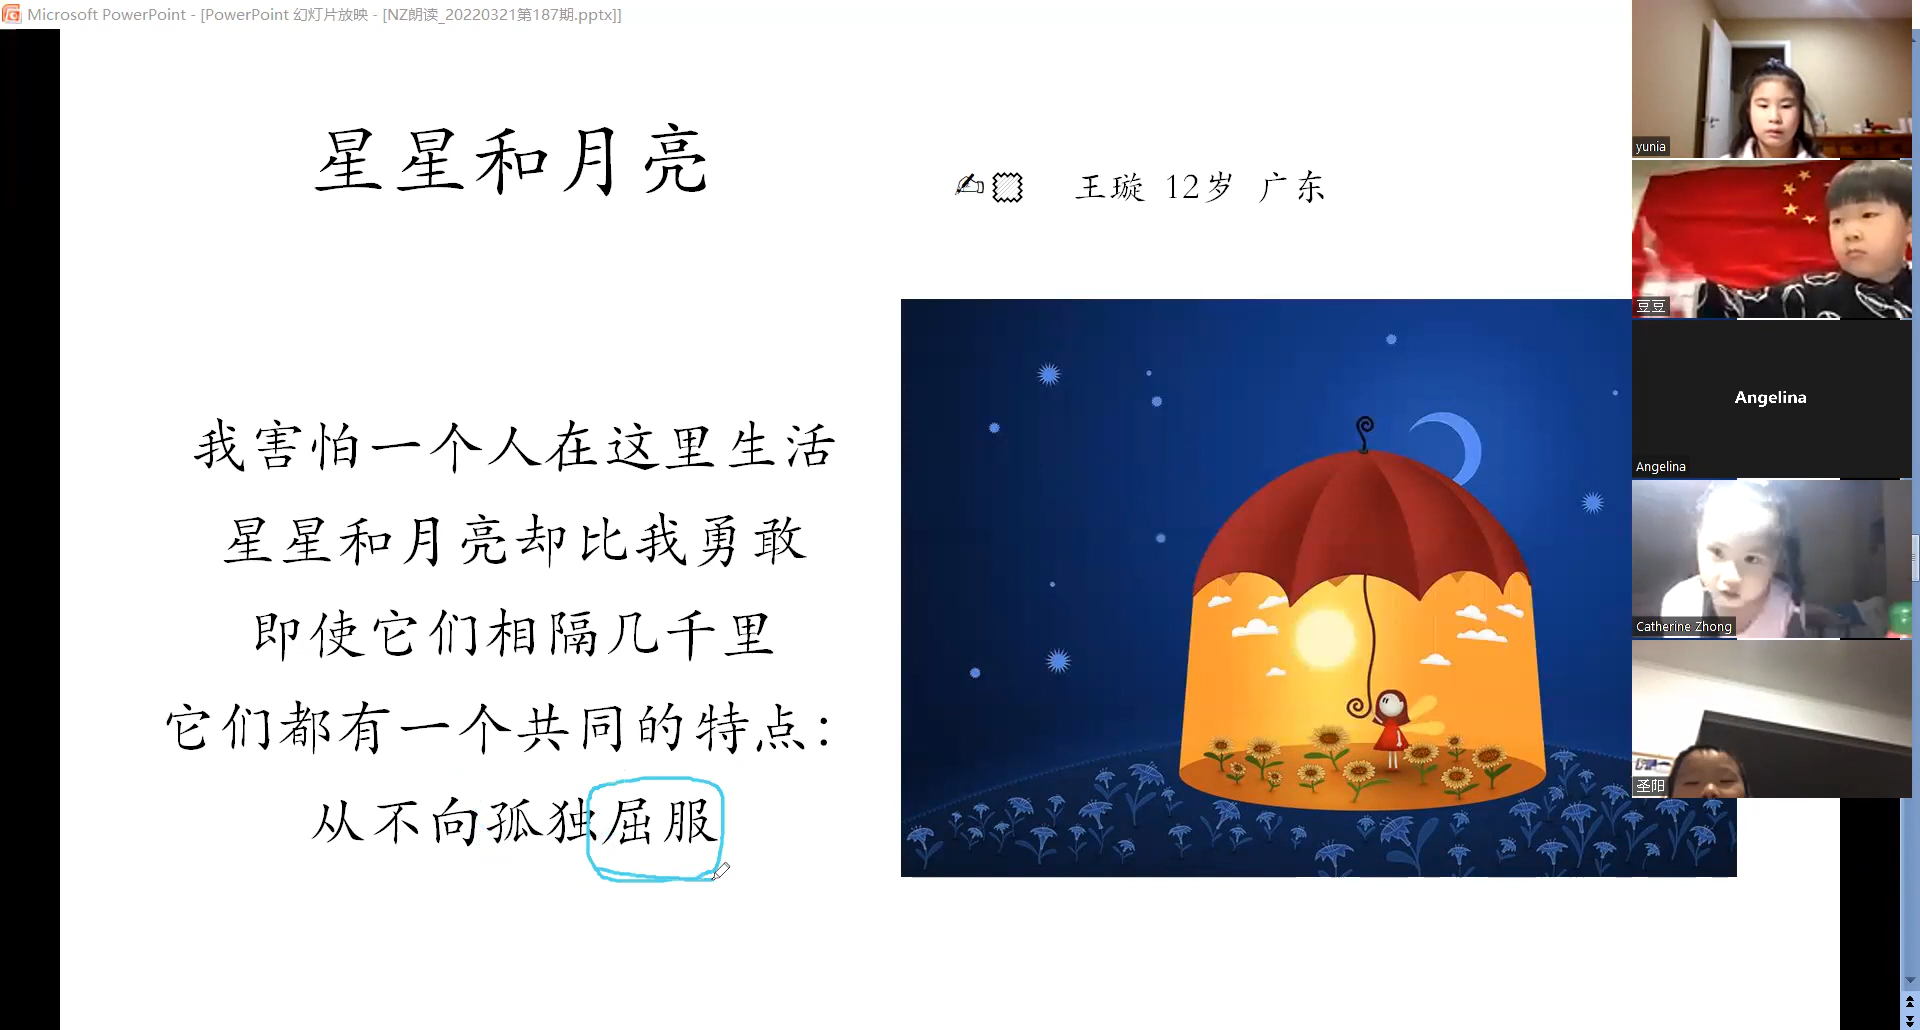 Microsoft PowerPoint - [PowerPoint 幻灯片放映 - [NZ朗读_20220321第187期.pptx]]
星星和月亮
王璇 12岁 广东
我害怕一个人在这里生活
星星和月亮却比我勇敢
即使它们相隔几千里
它们都有一个共同的特点：
从不向孤独屈服
yunia
豆豆
Angelina
Angelina
Catherine Zhong
圣阳